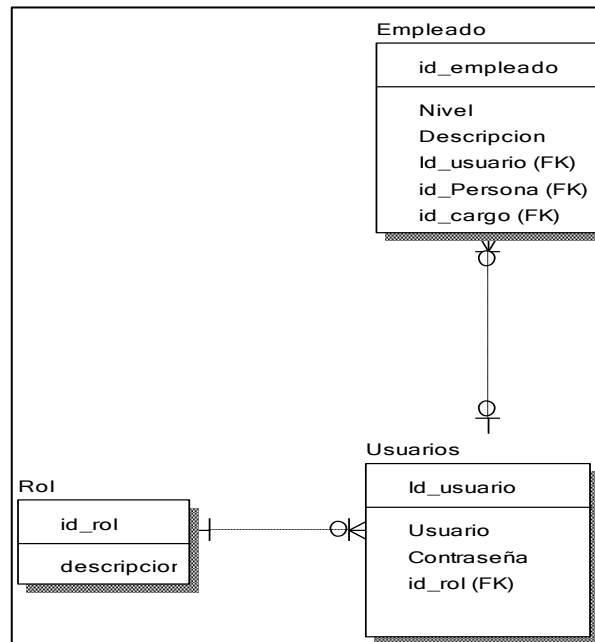 Empleado
id_empleado
Nivel
Descripcion
Id_usuario (FK)
id_Persona (FK)
id_cargo (FK)
Usuarios
Id_usuario
Usuario
Contraseña
id_rol (FK)
Rol
id_rol
descripcior